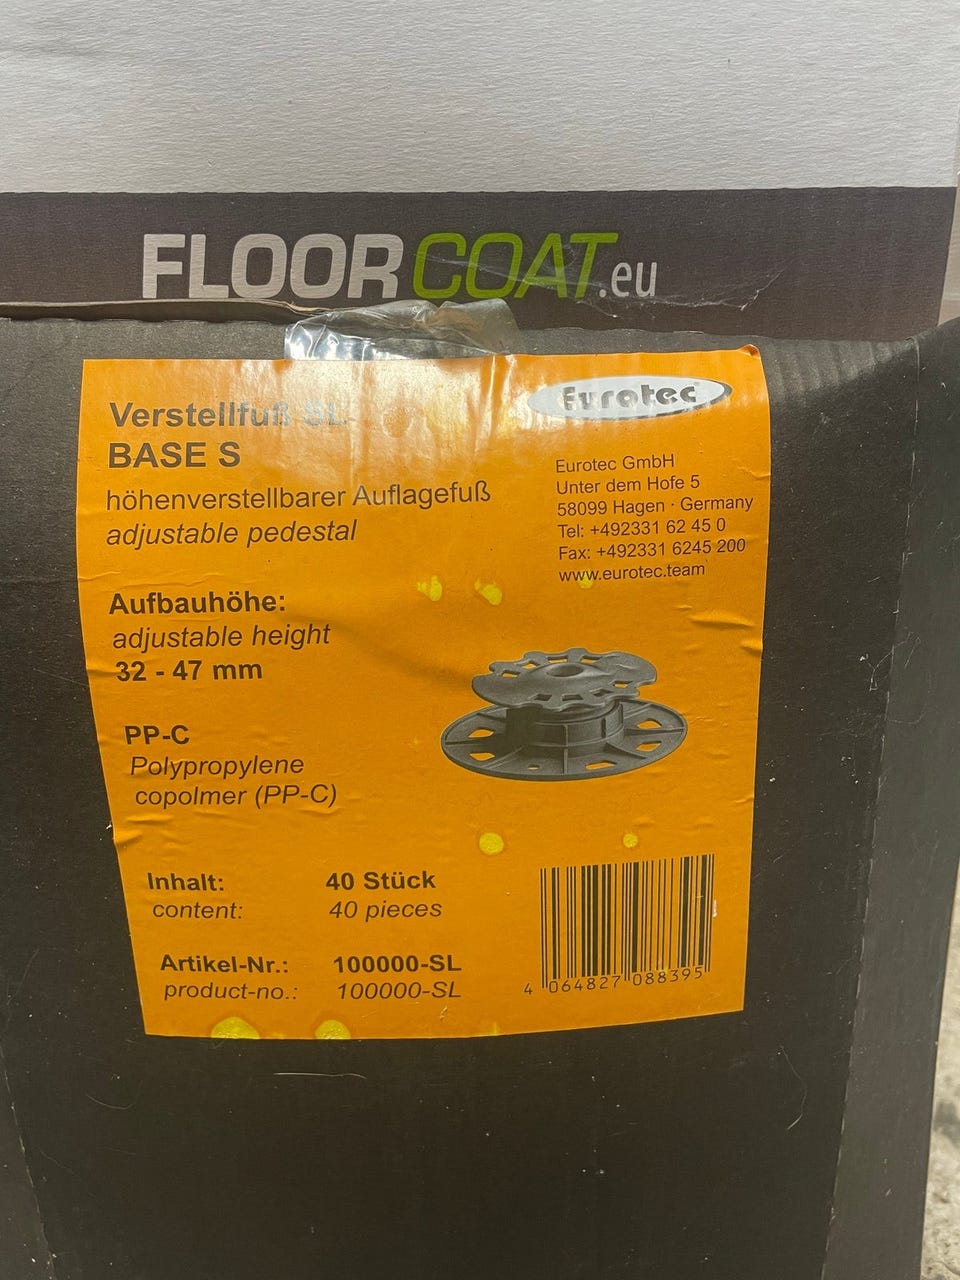 FLOORCOAT.eu
Verstellfuß SL-
BASE S
höhenverstellbarer Auflagefuß
adjustable pedestal
Eurotec
Eurotec GmbH
Unter dem Hofe 5
58099 Hagen · Germany
Tel: +492331 62 45 0
Fax: +492331 6245 200
www.eurotec.team
Aufbauhöhe:
adjustable height
32 - 47 mm
PP-C
Polypropylene
copolmer (PP-C)
Inhalt: 40 Stück
content: 40 pieces
Artikel-Nr.: 100000-SL
product-no.: 100000-SL
4 064827 088395